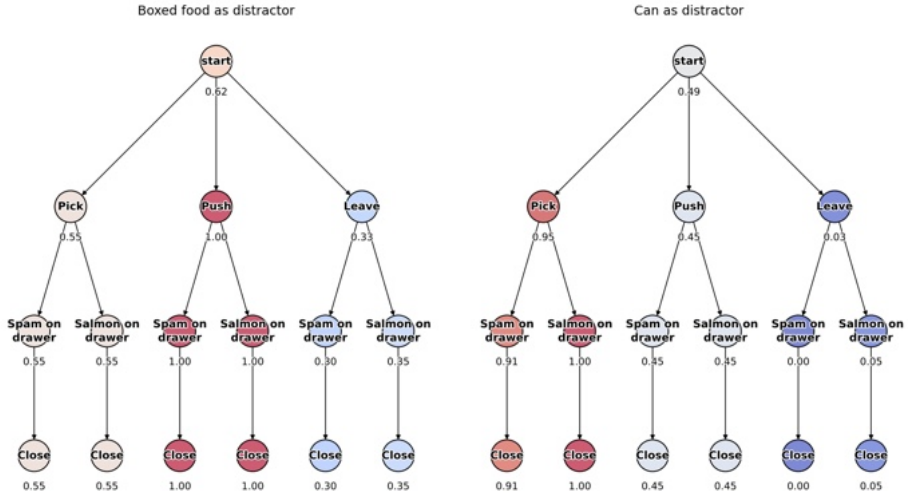 Boxed food as distractor
start
0.62
Pick
0.55
Push
1.00
Leave
0.33
Spam on
drawer
0.55
Salmon on
drawer
0.55
Spam on
drawer
1.00
Salmon on
drawer
1.00
Spam on
drawer
0.30
Salmon on
drawer
0.35
Close
0.55
Close
0.55
Close
1.00
Close
1.00
Close
0.30
Close
0.35
Can as distractor
start
0.49
Pick
0.95
Push
0.45
Leave
0.03
Spam on
drawer
0.91
Salmon on
drawer
1.00
Spam on
drawer
0.45
Salmon on
drawer
0.45
Spam on
drawer
0.00
Salmon on
drawer
0.05
Close
0.91
Close
1.00
Close
0.45
Close
0.45
Close
0.00
Close
0.05